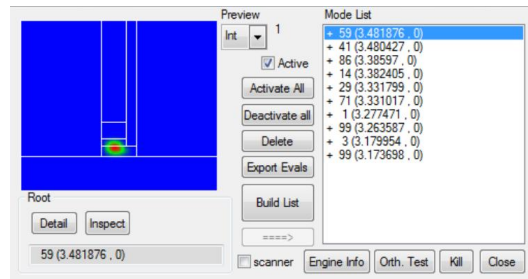 Preview
Int
1
Active
Activate All
Deactivate all
Delete
Export Evals
Build List
====>
scanner
Mode List
+ 59 (3.481876 , 0)
+ 41 (3.480427 , 0)
+ 86 (3.38597 , 0)
+ 14 (3.382405 , 0)
+ 29 (3.331799 , 0)
+ 71 (3.331017 , 0)
+ 1 (3.277471 , 0)
+ 99 (3.263587 , 0)
+ 3 (3.179954 , 0)
+ 99 (3.173698 , 0)
Root
Detail Inspect
59 (3.481876 , 0)
Engine Info Orth. Test Kill Close